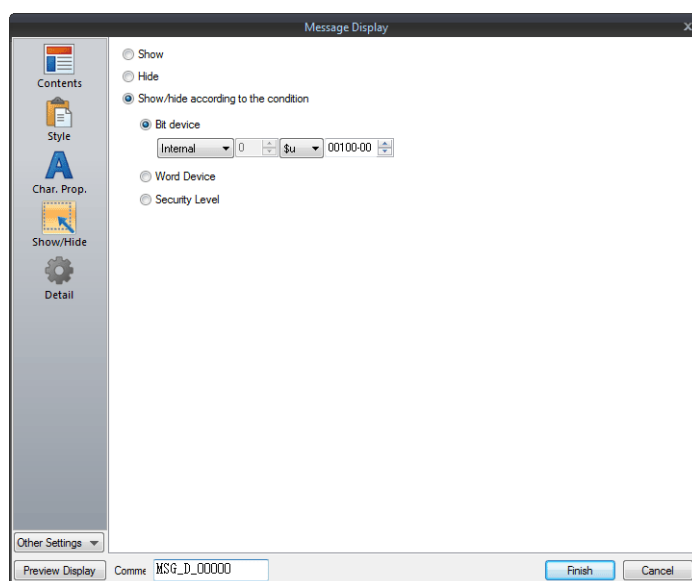 Message Display
Contents
Style
Char. Prop.
Show/Hide
Detail
Show
Hide
Show/hide according to the condition
Bit device
Internal 0 $u 00100-00
Word Device
Security Level
Other Settings
Preview Display Comme MSG_D_00000 Finish Cancel